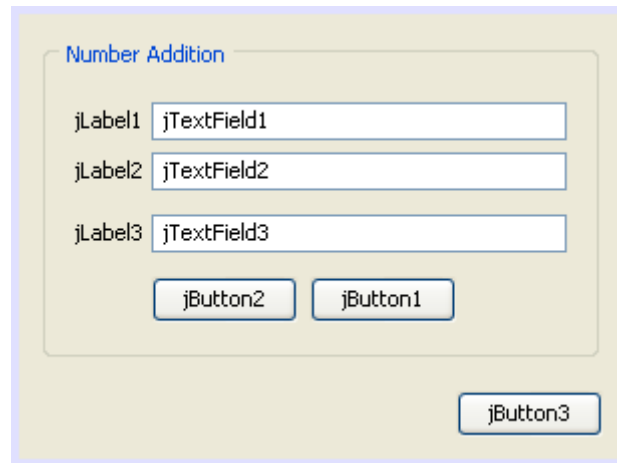 Number Addition
jLabel1 jTextField1
jLabel2 jTextField2
jLabel3 jTextField3
jButton2 jButton1
jButton3